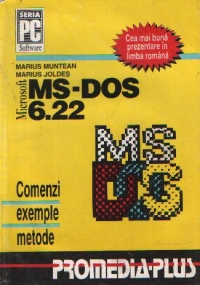 SERIA
PC
Software
Cea mai bună
prezentare în
limba română
MARIUS MUNTEAN
MARIUS JOLDEȘ
Microsoft
MS-DOS
6.22
MS
DOS
Comenzi
exemple
metode
PROMEDIA-PLUS